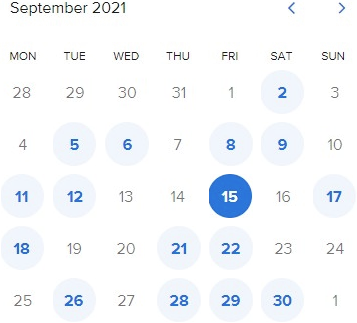 September 2021
MON TUE WED THU FRI SAT SUN
28 29 30 31 1 2 3
4 5 6 7 8 9 10
11 12 13 14 15 16 17
18 19 20 21 22 23 24
25 26 27 28 29 30 1